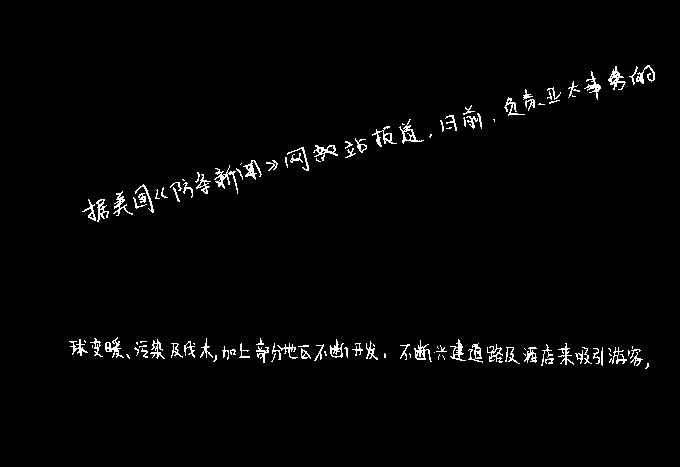 据美国《防务新闻》网站报道,目前,负责亚太事务的
球变暖、污染及伐木,加上部分地区不断开发,不断兴建道路及酒店来吸引游客,